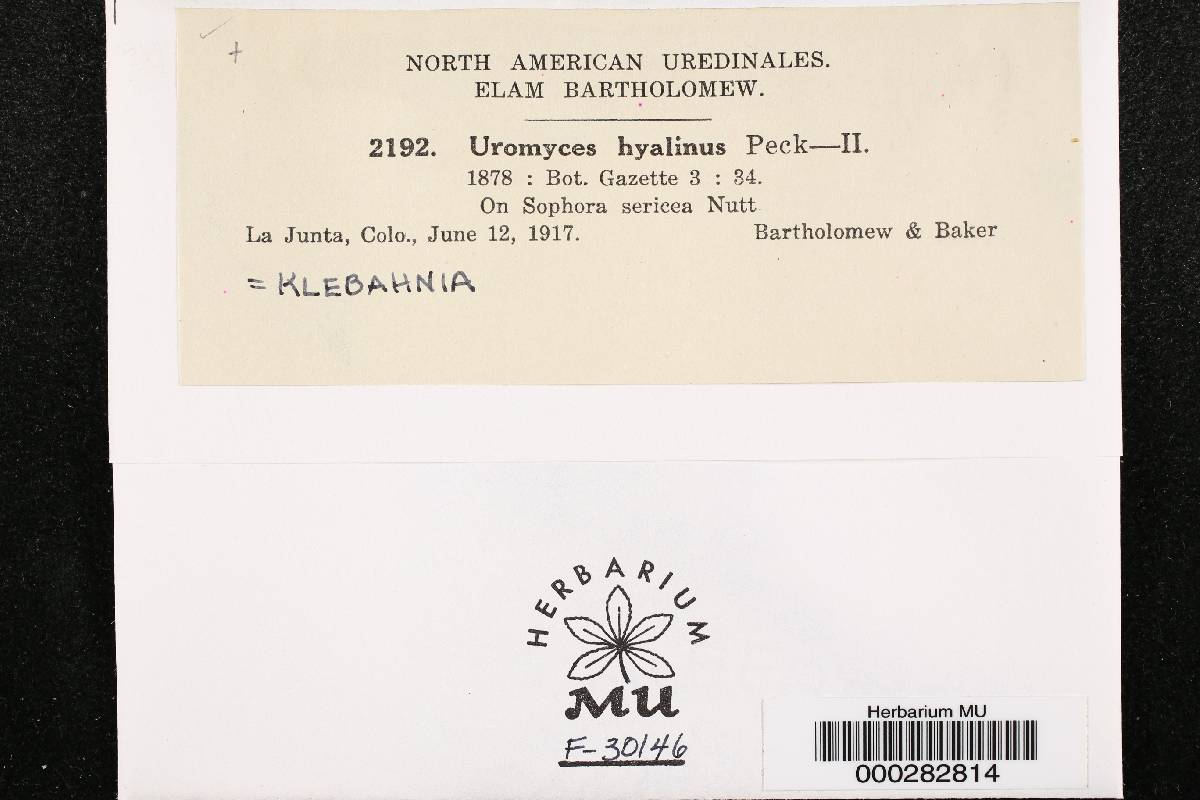 NORTH AMERICAN UREDINALES.
ELAM BARTHOLOMEW.
2192. Uromyces hyalinus Peck—II.
1878 : Bot. Gazette 3 : 34.
On Sophora sericea Nutt
La Junta, Colo., June 12, 1917. Bartholomew & Baker
= KLEBAHNIA
HERBARIUM
MU
F-30146
Herbarium MU
000282814